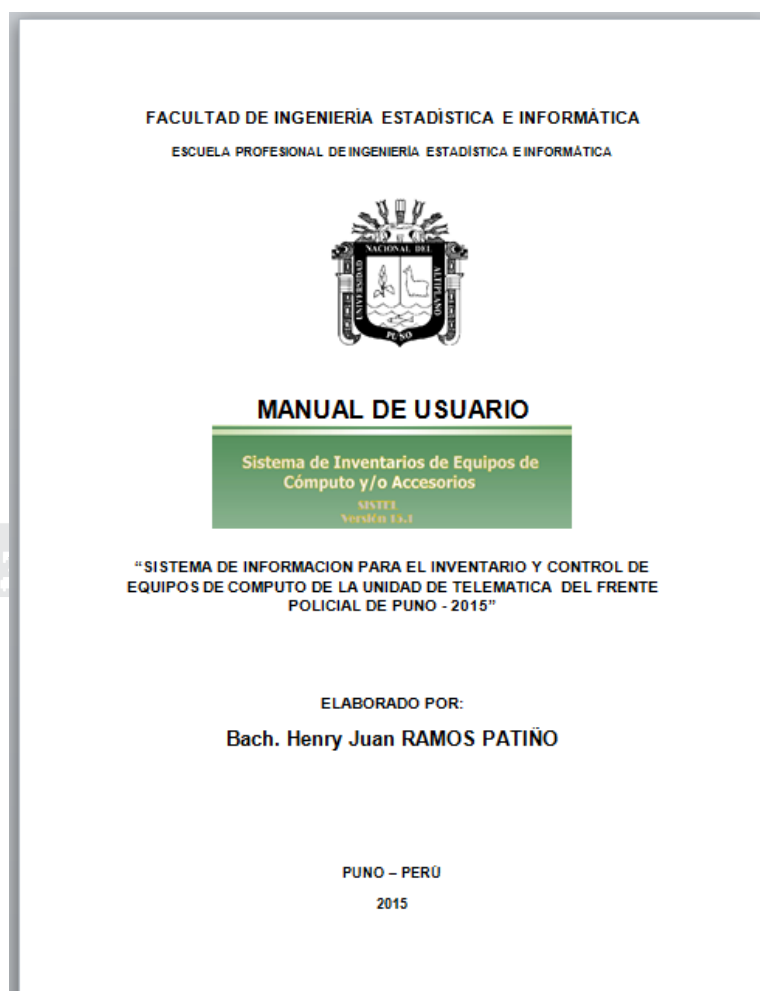 FACULTAD DE INGENIERÍA ESTADÍSTICA E INFORMÁTICA
ESCUELA PROFESIONAL DE INGENIERÍA ESTADÍSTICA E INFORMÁTICA
UNIVERSIDAD
NACIONAL DEL
ALTIPLANO
PUNO
MANUAL DE USUARIO
Sistema de Inventarios de Equipos de
Cómputo y/o Accesorios
SISTEL
Versión 15.1
“SISTEMA DE INFORMACION PARA EL INVENTARIO Y CONTROL DE
EQUIPOS DE COMPUTO DE LA UNIDAD DE TELEMATICA DEL FRENTE
POLICIAL DE PUNO - 2015”
ELABORADO POR:
Bach. Henry Juan RAMOS PATIÑO
PUNO – PERÚ
2015